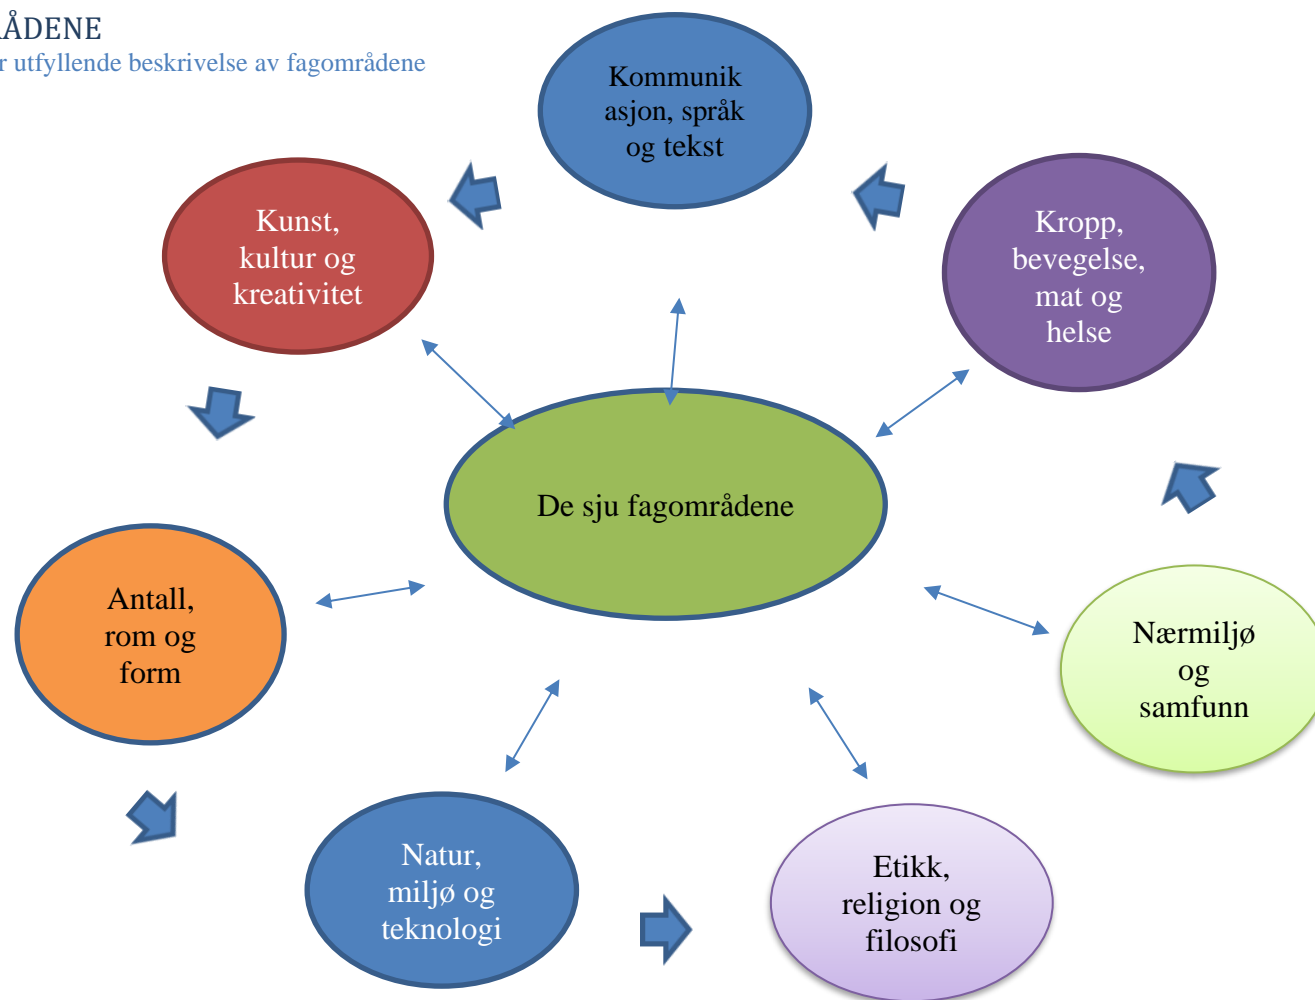 RÅDENE
r utfyllende beskrivelse av fagområdene
Kommunik
asjon, språk
og tekst
Kunst,
kultur og
kreativitet
Kropp,
bevegelse,
mat og
helse
De sju fagområdene
Antall,
rom og
form
Nærmiljø
og
samfunn
Natur,
miljø og
teknologi
Etikk,
religion og
filosofi